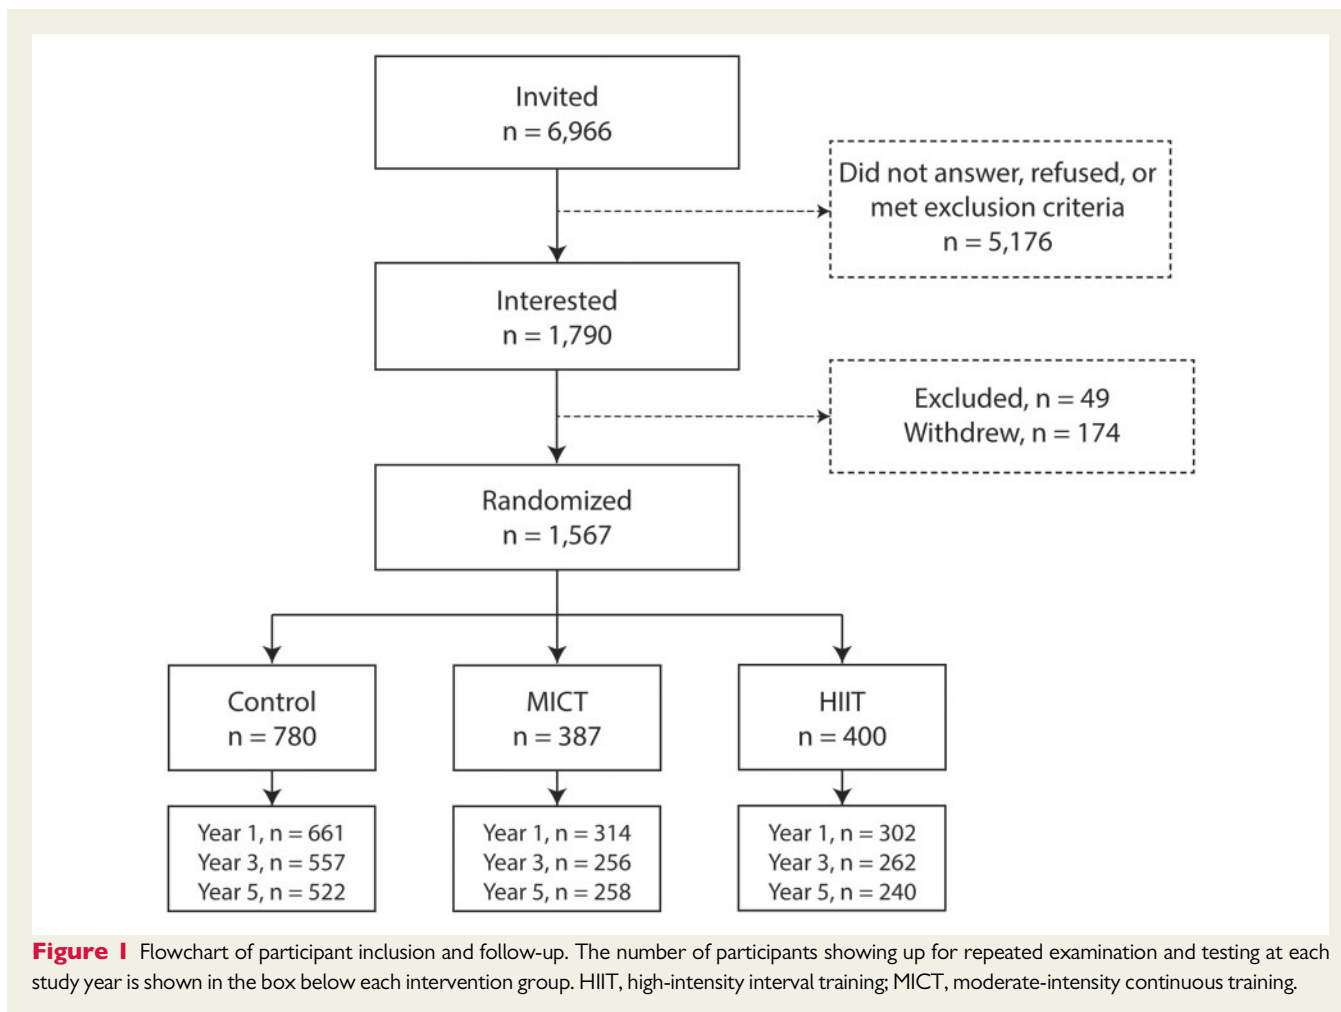 Invited
n = 6,966
Did not answer, refused, or
met exclusion criteria
n = 5,176
Interested
n = 1,790
Excluded, n = 49
Withdrew, n = 174
Randomized
n = 1,567
Control
n = 780
MICT
n = 387
HIIT
n = 400
Year 1, n = 661
Year 3, n = 557
Year 5, n = 522
Year 1, n = 314
Year 3, n = 256
Year 5, n = 258
Year 1, n = 302
Year 3, n = 262
Year 5, n = 240
Figure 1 Flowchart of participant inclusion and follow-up. The number of participants showing up for repeated examination and testing at each
study year is shown in the box below each intervention group. HIIT, high-intensity interval training; MICT, moderate-intensity continuous training.